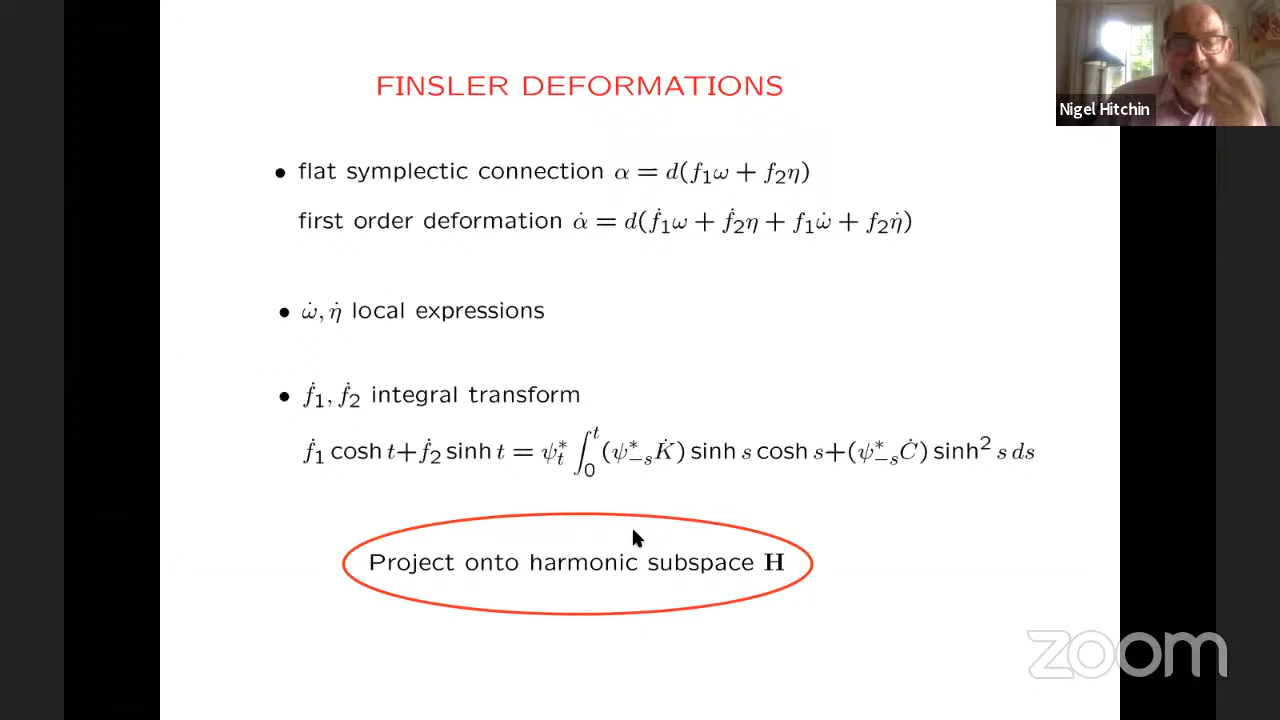 FINSLER DEFORMATIONS
Nigel Hitchin
• flat symplectic connection α = d(f₁ω + f₂η)
first order deformation α̇ = d(ḟ₁ω + ḟ₂η + f₁ω̇ + f₂η̇)
• ω̇, η̇ local expressions
• ḟ₁, ḟ₂ integral transform
ḟ₁ cosh t+ḟ₂ sinh t = ψ*ₜ ∫₀ᵗ (ψ*₋ₛK̇) sinh s cosh s+(ψ*₋ₛĊ) sinh² s ds
Project onto harmonic subspace H
zoom